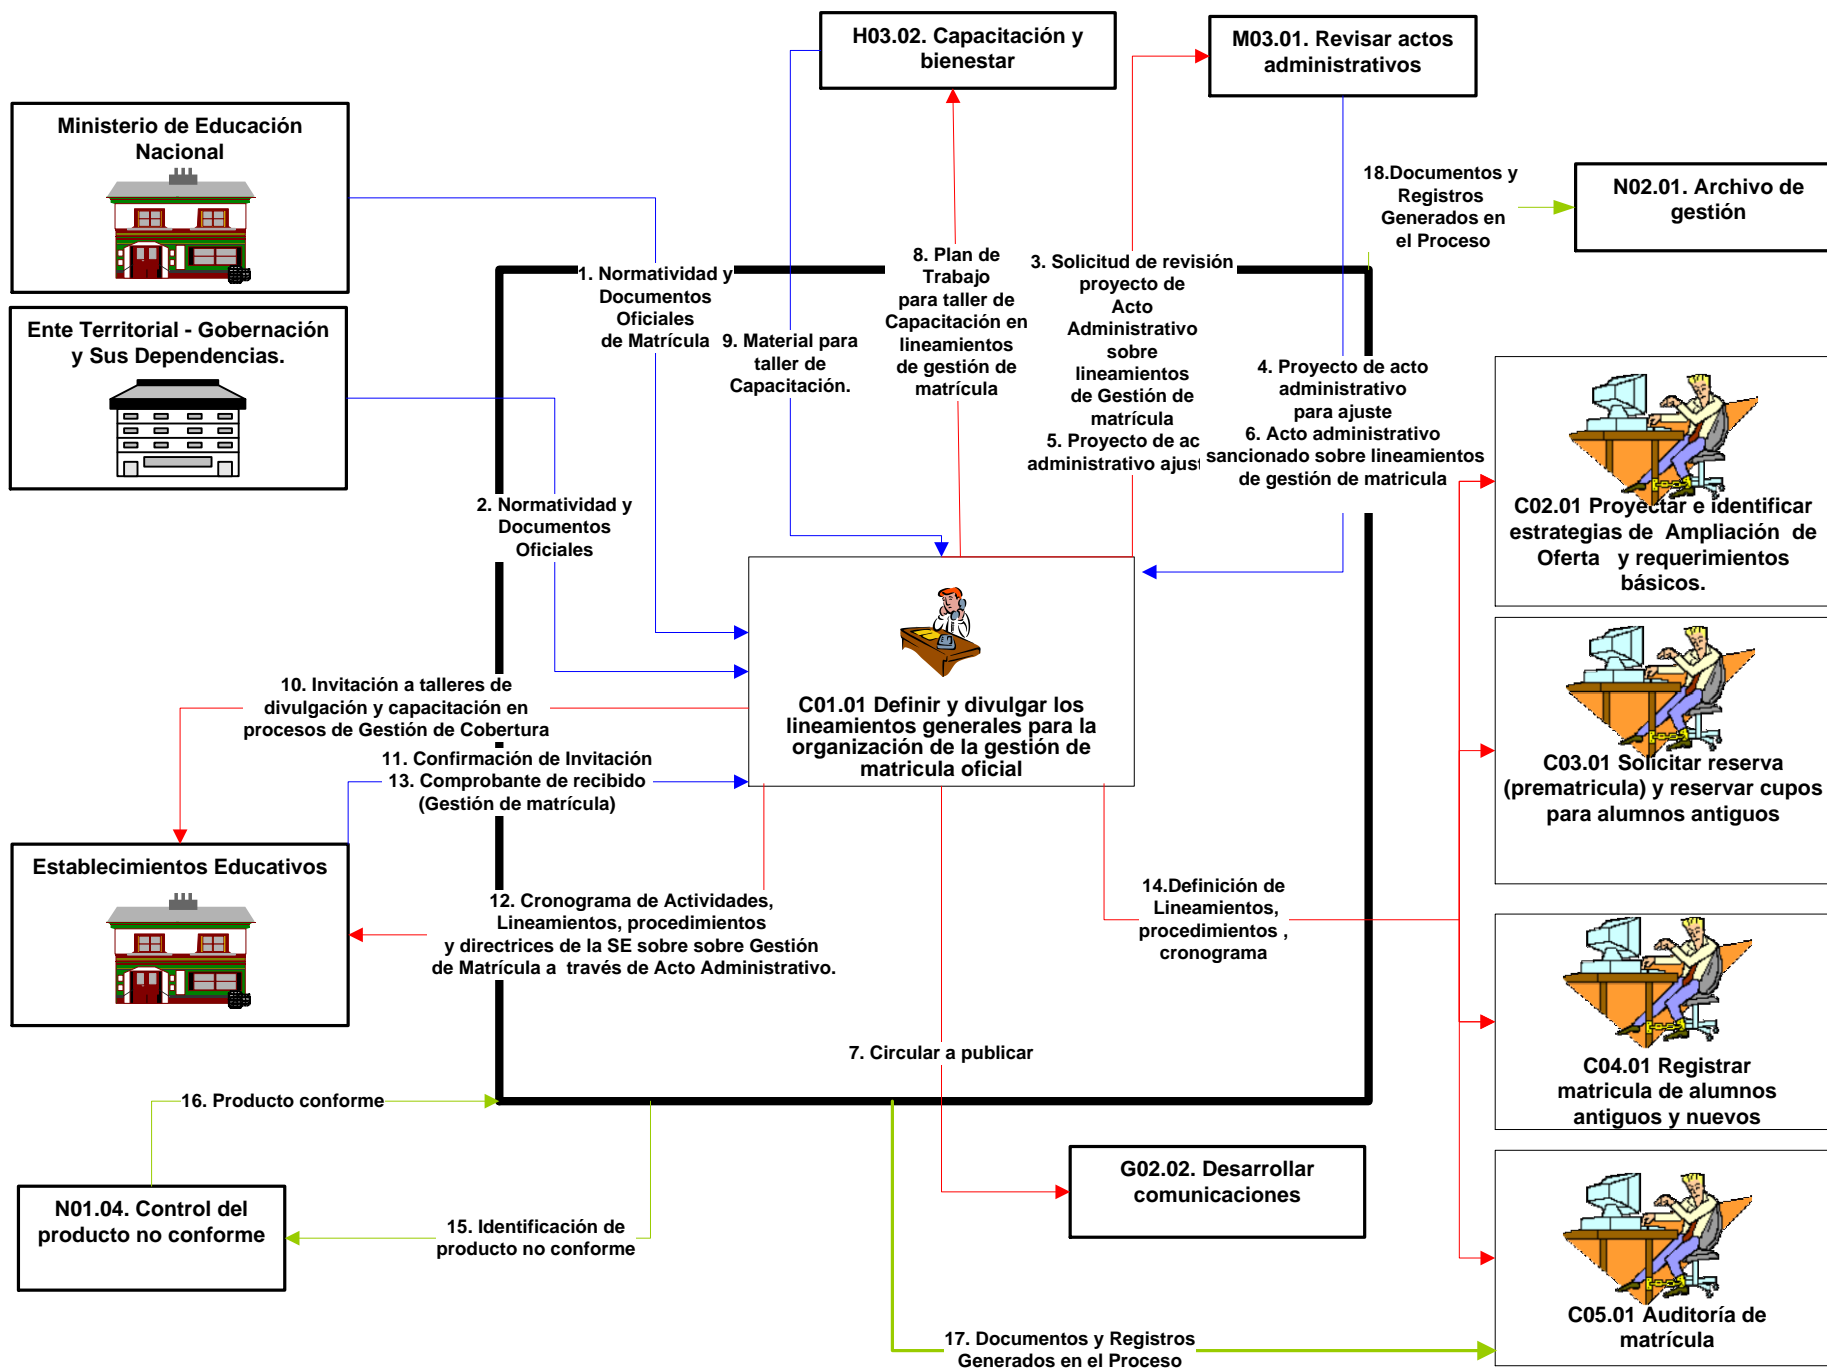 H03.02. Capacitación y
bienestar
M03.01. Revisar actos
administrativos
Ministerio de Educación
Nacional
18.Documentos y
Registros
Generados en
el Proceso
N02.01. Archivo de
gestión
Ente Territorial - Gobernación
y Sus Dependencias.
1. Normatividad y
Documentos
Oficiales
de Matrícula
9. Material para
taller de
Capacitación.
8. Plan de
Trabajo
para taller de
Capacitación en
lineamientos
de gestión de
matrícula
3. Solicitud de revisión
proyecto de
Acto
Administrativo
sobre
lineamientos
de Gestión de
matrícula
5. Proyecto de ac
administrativo ajust
4. Proyecto de acto
administrativo
para ajuste
6. Acto administrativo
sancionado sobre lineamientos
de gestión de matricula
2. Normatividad y
Documentos
Oficiales
C02.01 Proyectar e identificar
estrategias de Ampliación de
Oferta y requerimientos
básicos.
C01.01 Definir y divulgar los
lineamientos generales para la
organización de la gestión de
matricula oficial
10. Invitación a talleres de
divulgación y capacitación en
procesos de Gestión de Cobertura
11. Confirmación de Invitación
13. Comprobante de recibido
(Gestión de matrícula)
C03.01 Solicitar reserva
(prematricula) y reservar cupos
para alumnos antiguos
Establecimientos Educativos
12. Cronograma de Actividades,
Lineamientos, procedimientos
y directrices de la SE sobre sobre Gestión
de Matrícula a través de Acto Administrativo.
14.Definición de
Lineamientos,
procedimientos ,
cronograma
7. Circular a publicar
C04.01 Registrar
matricula de alumnos
antiguos y nuevos
16. Producto conforme
N01.04. Control del
producto no conforme
15. Identificación de
producto no conforme
G02.02. Desarrollar
comunicaciones
C05.01 Auditoría de
matrícula
17. Documentos y Registros
Generados en el Proceso